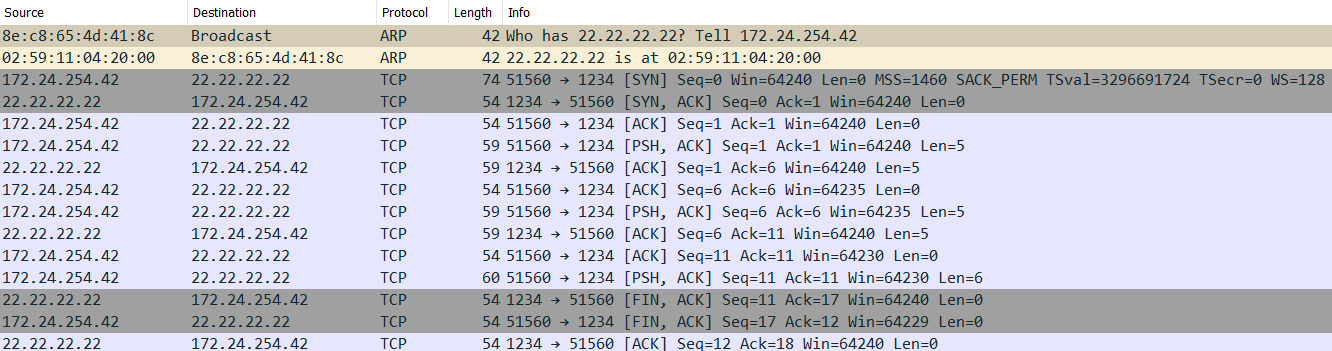 Source Destination Protocol Length Info
8e:c8:65:4d:41:8c Broadcast ARP 42 Who has 22.22.22.22? Tell 172.24.254.42
02:59:11:04:20:00 8e:c8:65:4d:41:8c ARP 42 22.22.22.22 is at 02:59:11:04:20:00
172.24.254.42 22.22.22.22 TCP 74 51560 → 1234 [SYN] Seq=0 Win=64240 Len=0 MSS=1460 SACK_PERM TSval=3296691724 TSecr=0 WS=128
22.22.22.22 172.24.254.42 TCP 54 1234 → 51560 [SYN, ACK] Seq=0 Ack=1 Win=64240 Len=0
172.24.254.42 22.22.22.22 TCP 54 51560 → 1234 [ACK] Seq=1 Ack=1 Win=64240 Len=0
172.24.254.42 22.22.22.22 TCP 59 51560 → 1234 [PSH, ACK] Seq=1 Ack=1 Win=64240 Len=5
22.22.22.22 172.24.254.42 TCP 59 1234 → 51560 [ACK] Seq=1 Ack=6 Win=64240 Len=5
172.24.254.42 22.22.22.22 TCP 54 51560 → 1234 [ACK] Seq=6 Ack=6 Win=64235 Len=0
172.24.254.42 22.22.22.22 TCP 59 51560 → 1234 [PSH, ACK] Seq=6 Ack=6 Win=64235 Len=5
22.22.22.22 172.24.254.42 TCP 59 1234 → 51560 [ACK] Seq=6 Ack=11 Win=64240 Len=5
172.24.254.42 22.22.22.22 TCP 54 51560 → 1234 [ACK] Seq=11 Ack=11 Win=64230 Len=0
172.24.254.42 22.22.22.22 TCP 60 51560 → 1234 [PSH, ACK] Seq=11 Ack=11 Win=64230 Len=6
22.22.22.22 172.24.254.42 TCP 54 1234 → 51560 [FIN, ACK] Seq=11 Ack=17 Win=64240 Len=0
172.24.254.42 22.22.22.22 TCP 54 51560 → 1234 [FIN, ACK] Seq=17 Ack=12 Win=64229 Len=0
22.22.22.22 172.24.254.42 TCP 54 1234 → 51560 [ACK] Seq=12 Ack=18 Win=64240 Len=0